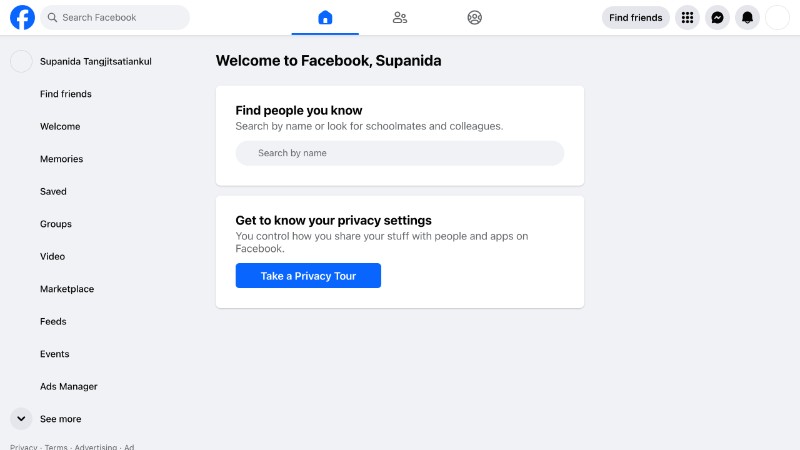 Search Facebook
Find friends
Supanida Tangjitsatiankul
Find friends
Welcome
Memories
Saved
Groups
Video
Marketplace
Feeds
Events
Ads Manager
See more
Privacy · Terms · Advertising · Ad
Welcome to Facebook, Supanida
Find people you know
Search by name or look for schoolmates and colleagues.
Search by name
Get to know your privacy settings
You control how you share your stuff with people and apps on
Facebook.
Take a Privacy Tour